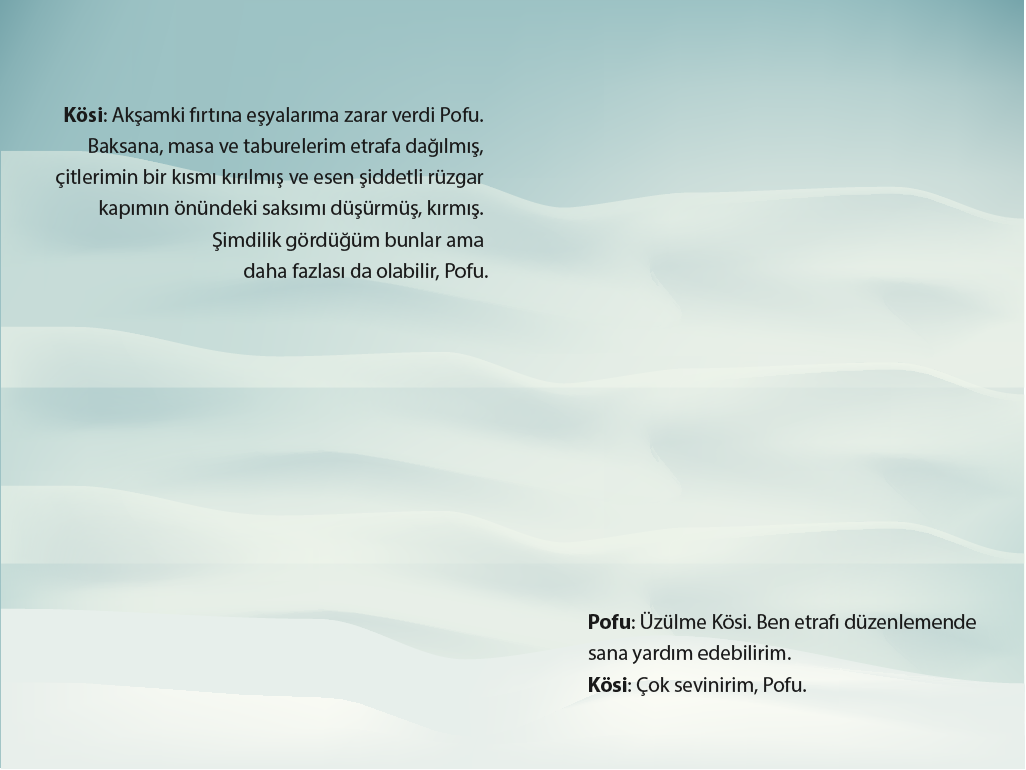 Kösi: Akşamki fırtına eşyalarıma zarar verdi Pofu.
Baksana, masa ve taburelerim etrafa dağılmış,
çitlerimin bir kısmı kırılmış ve esen şiddetli rüzgar
kapımın önündeki saksımı düşürmüş, kırmış.
Şimdilik gördüğüm bunlar ama
daha fazlası da olabilir, Pofu.
Pofu: Üzülme Kösi. Ben etrafı düzenlemende
sana yardım edebilirim.
Kösi: Çok sevinirim, Pofu.